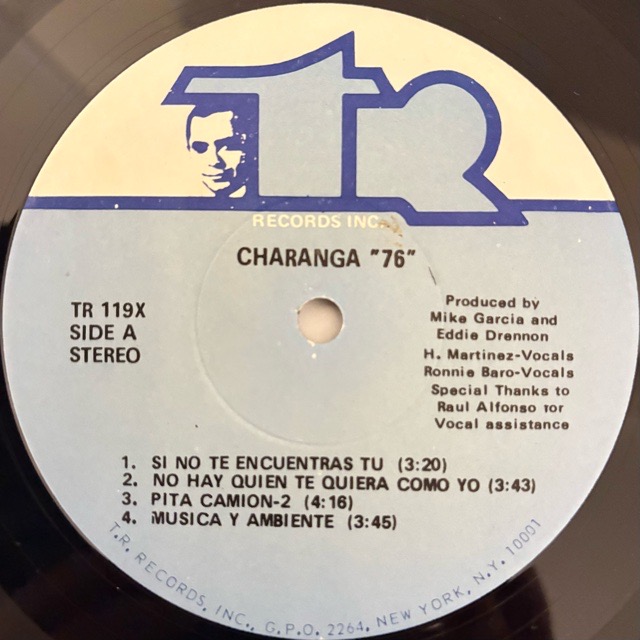 TR
RECORDS INC.
CHARANGA "76"
TR 119X
SIDE A
STEREO
Produced by
Mike Garcia and
Eddie Drennon
H. Martinez-Vocals
Ronnie Baro-Vocals
Special Thanks to
Raul Alfonso for
Vocal assistance
1. SI NO TE ENCUENTRAS TU (3:20)
2. NO HAY QUIEN TE QUIERA COMO YO (3:43)
3. PITA CAMION-2 (4:16)
4. MUSICA Y AMBIENTE (3:45)
T.R. RECORDS, INC., G.P.O. 2264, NEW YORK, N.Y. 10001